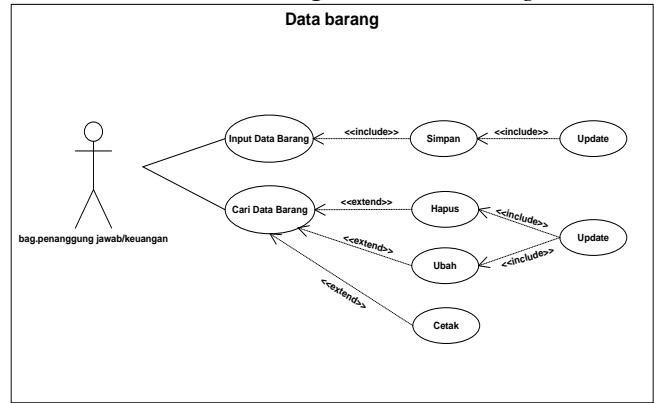 Data barang
Input Data Barang
<<include>>
Simpan
<<include>>
Update
Cari Data Barang
<<extend>>
Hapus
<<include>>
Update
bag.penanggung jawab/keuangan
<<extend>>
Ubah
<<include>>
<<extend>>
Cetak